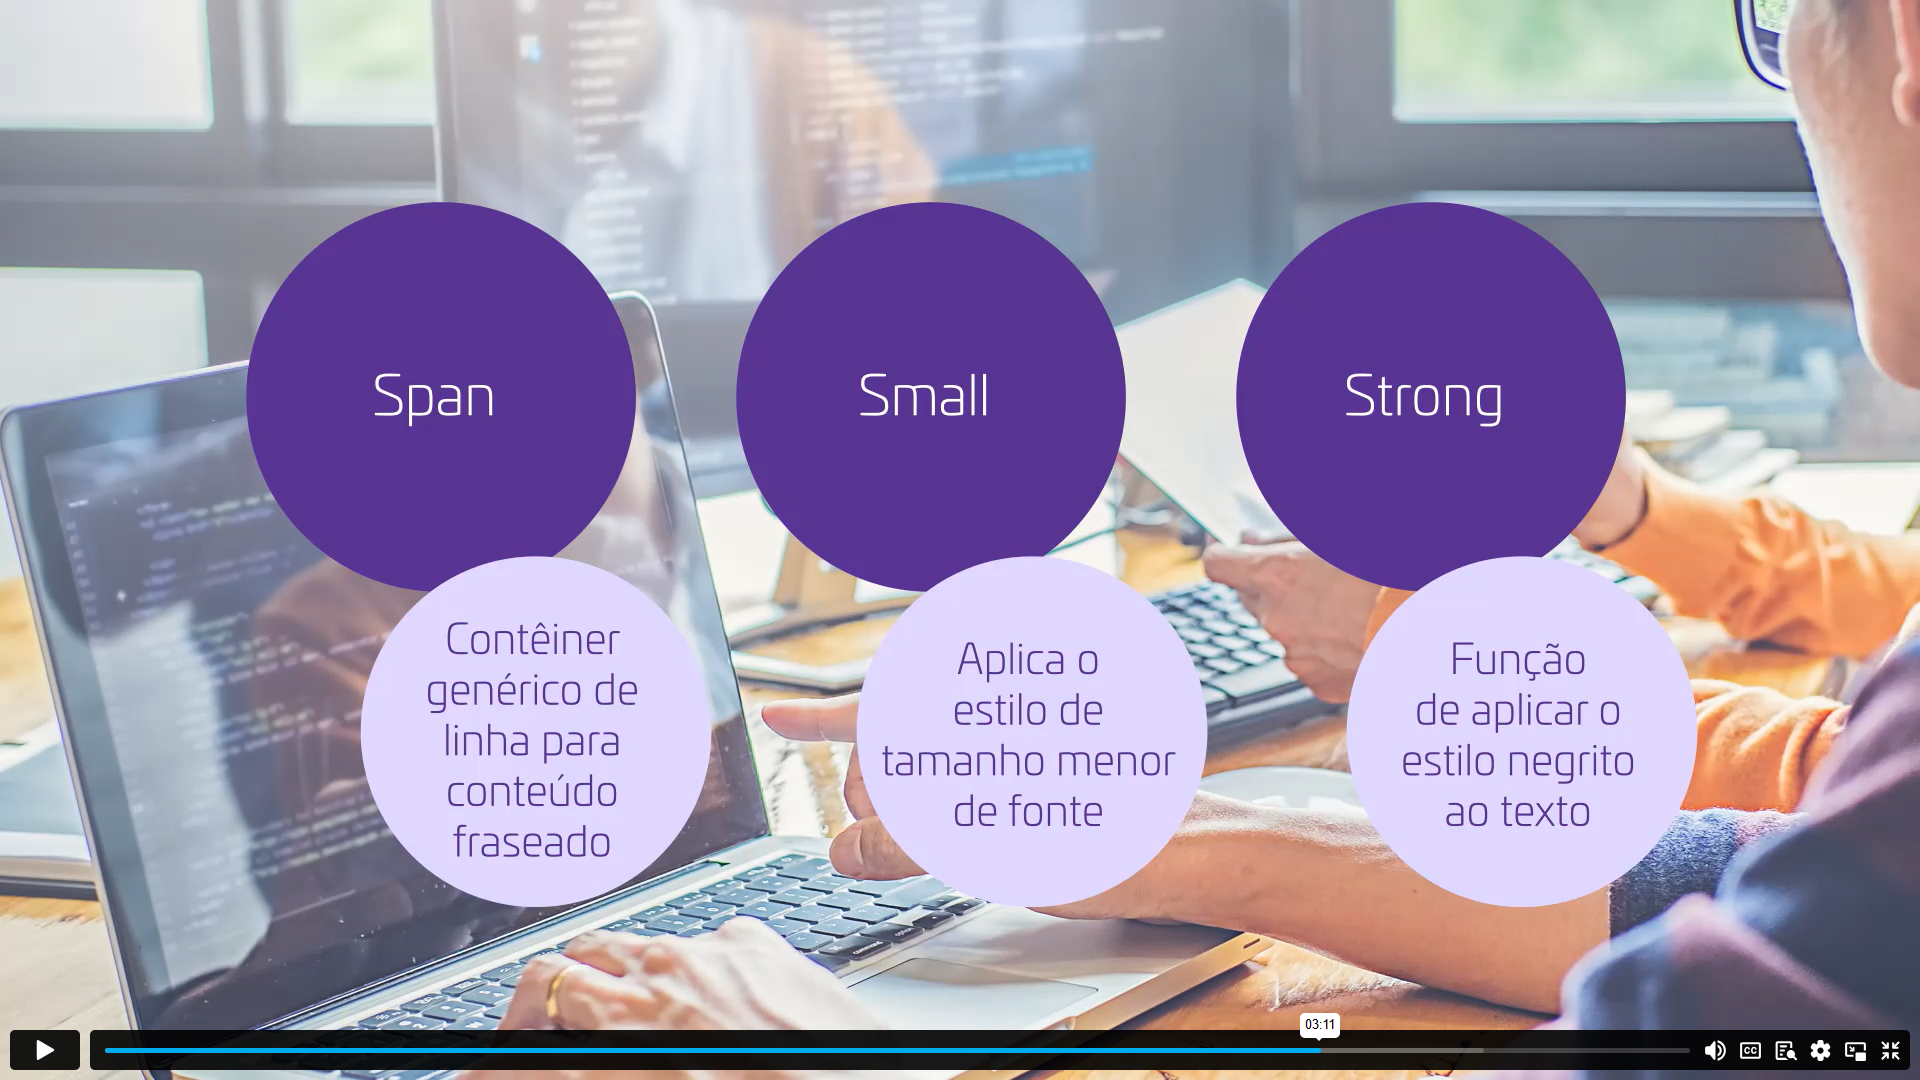 Span
Small
Strong
Contêiner
genérico de
linha para
conteúdo
fraseado
Aplica o
estilo de
tamanho menor
de fonte
Função
de aplicar o
estilo negrito
ao texto
03:11
CC